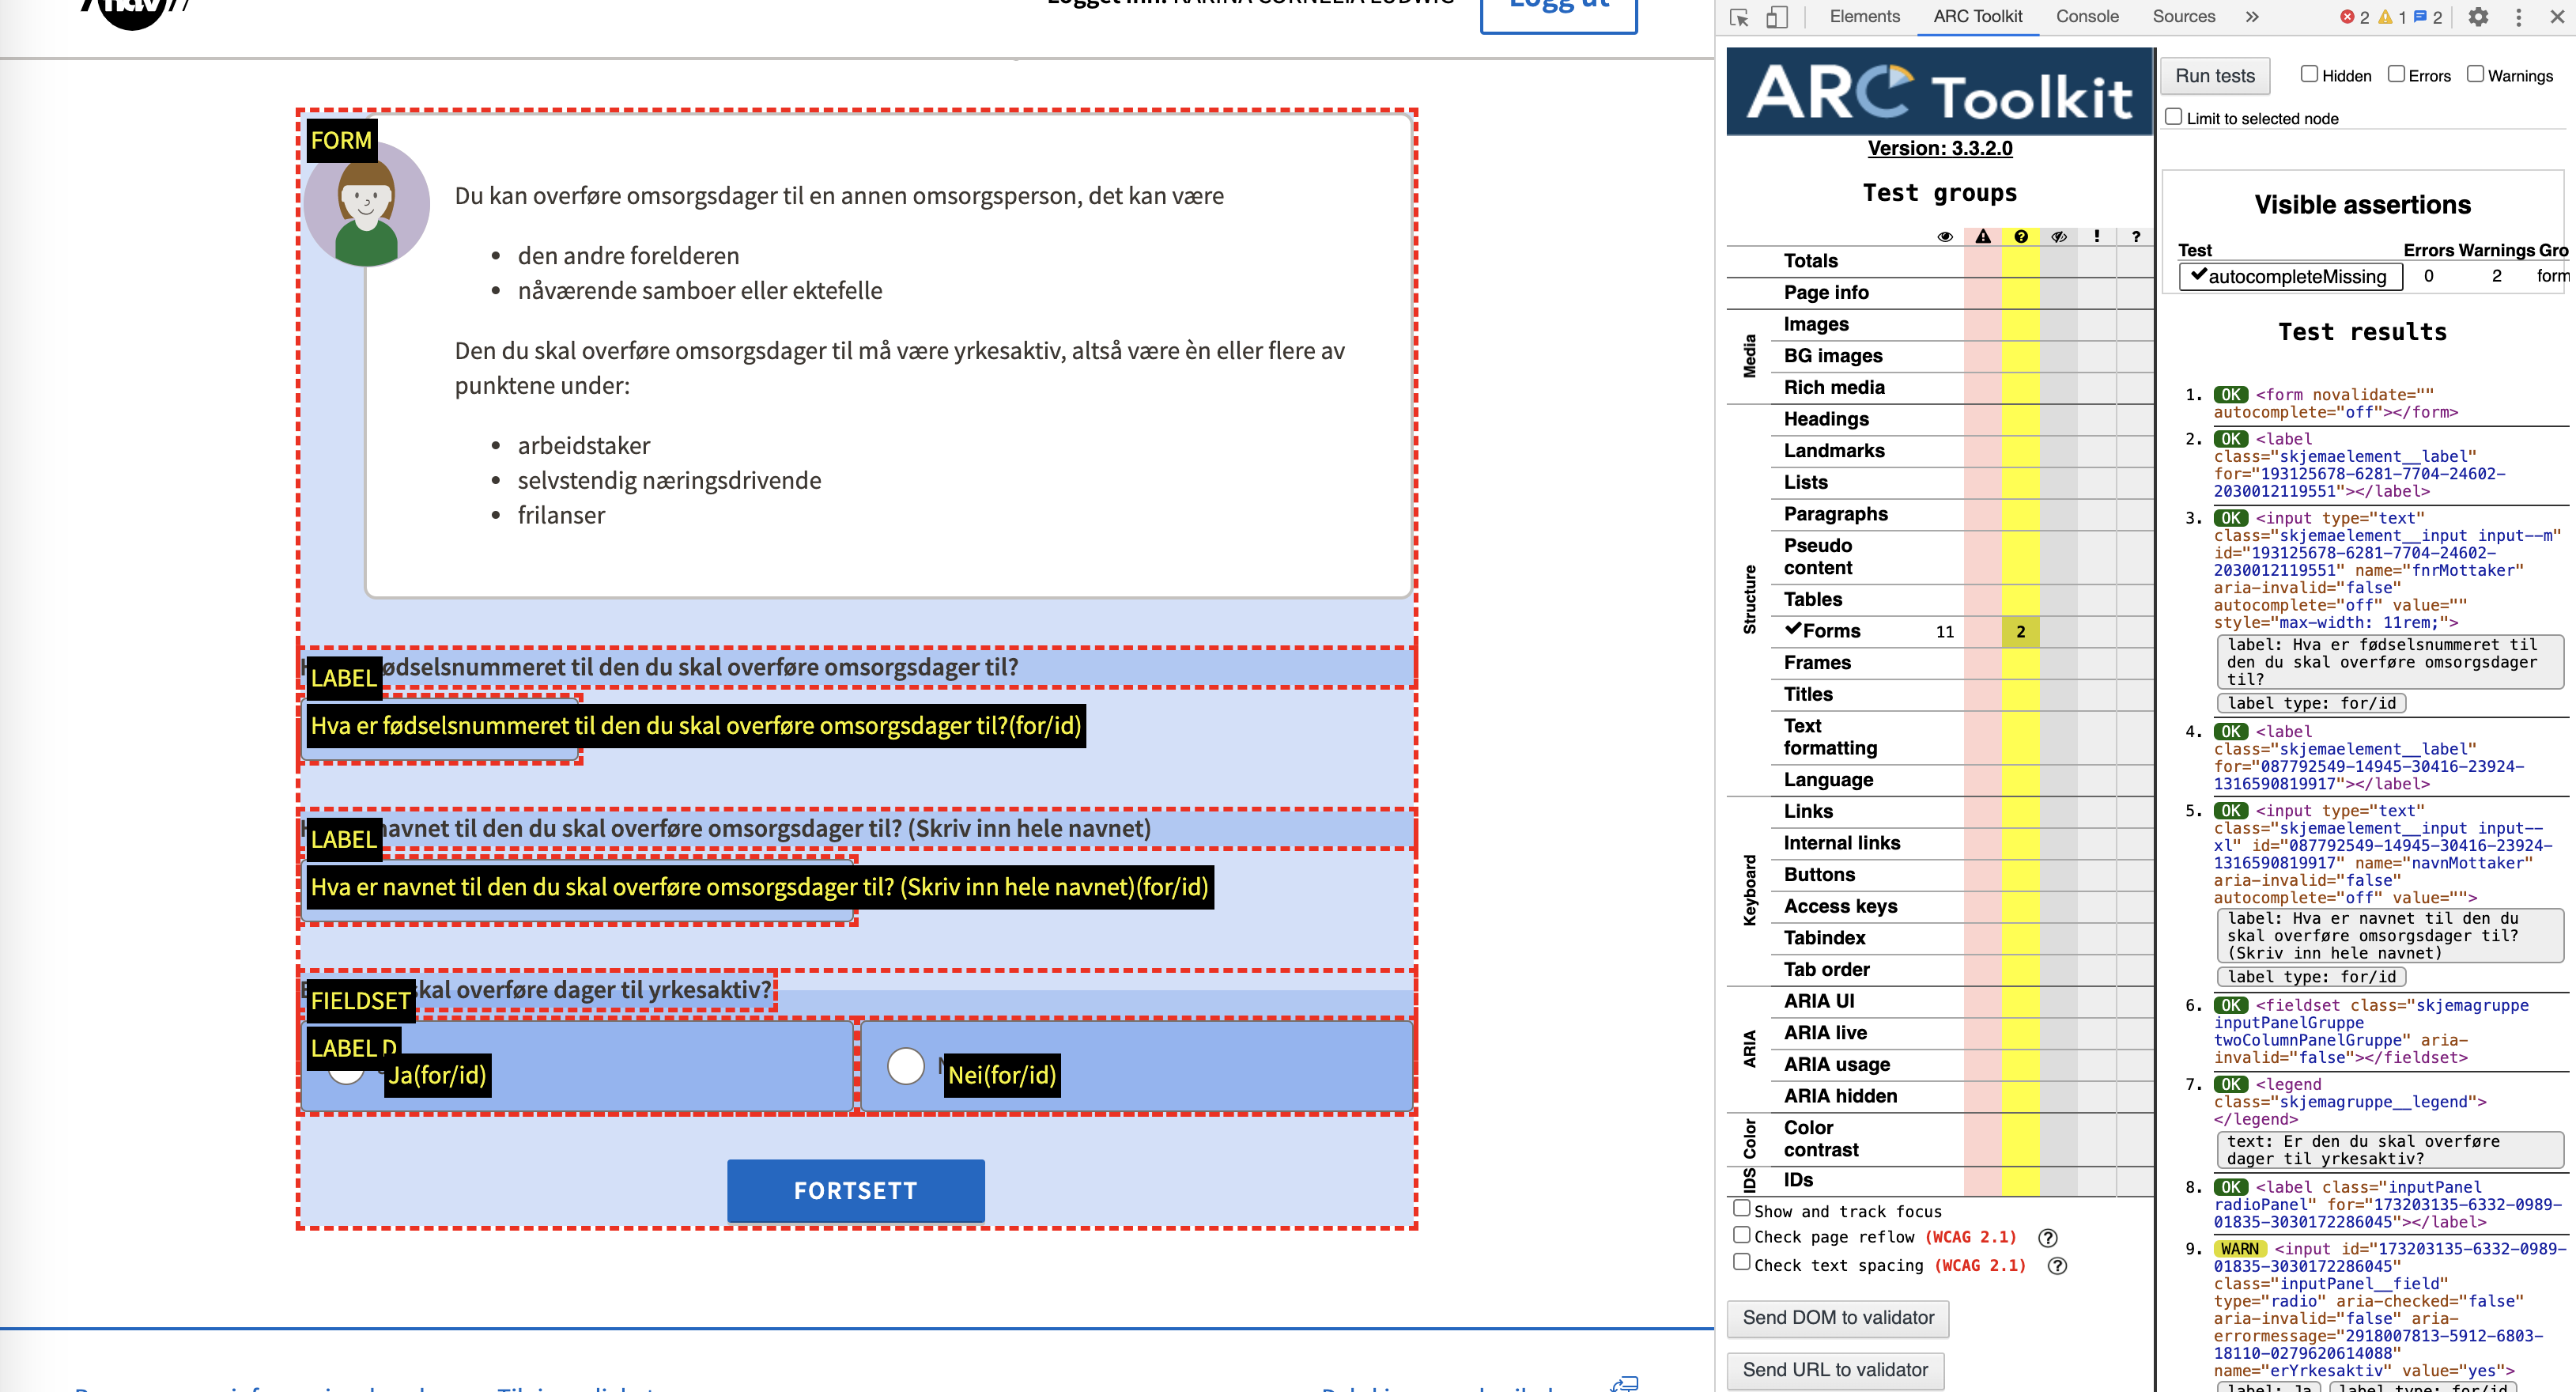 nav
Logget inn: KARINA CORNELIA LUDWIG
Logg ut
FORM
Du kan overføre omsorgsdager til en annen omsorgsperson, det kan være
• den andre forelderen
• nåværende samboer eller ektefelle
Den du skal overføre omsorgsdager til må være yrkesaktiv, altså være èn eller flere av
punktene under:
• arbeidstaker
• selvstendig næringsdrivende
• frilanser
LABEL
fødselsnummeret til den du skal overføre omsorgsdager til?
Hva er fødselsnummeret til den du skal overføre omsorgsdager til?(for/id)
LABEL
navnet til den du skal overføre omsorgsdager til? (Skriv inn hele navnet)
Hva er navnet til den du skal overføre omsorgsdager til? (Skriv inn hele navnet)(for/id)
FIELDSET
skal overføre dager til yrkesaktiv?
LABEL D
Ja(for/id)
Nei(for/id)
FORTSETT
Elements
ARC Toolkit
Console
Sources
2
1
2
ARC Toolkit
Version: 3.3.2.0
Test groups
! ?
Totals
Page info
Media
Images
BG images
Rich media
Structure
Headings
Landmarks
Lists
Paragraphs
Pseudo
content
Tables
✔Forms 11 2
Frames
Titles
Text
formatting
Language
Keyboard
Links
Internal links
Buttons
Access keys
Tabindex
Tab order
ARIA
ARIA UI
ARIA live
ARIA usage
ARIA hidden
Color
Color
contrast
IDS
IDs
Show and track focus
Check page reflow (WCAG 2.1) ?
Check text spacing (WCAG 2.1) ?
Send DOM to validator
Send URL to validator
Run tests
Hidden
Errors
Warnings
Limit to selected node
Visible assertions
Test Errors Warnings Gro
✔autocompleteMissing 0 2 form
Test results
1. OK <form novalidate=""
autocomplete="off"></form>
2. OK <label
class="skjemaelement__label"
for="193125678-6281-7704-24602-
2030012119551"></label>
3. OK <input type="text"
class="skjemaelement__input input--m"
id="193125678-6281-7704-24602-
2030012119551" name="fnrMottaker"
aria-invalid="false"
autocomplete="off" value=""
style="max-width: 11rem;">
label: Hva er fødselsnummeret til
den du skal overføre omsorgsdager
til?
label type: for/id
4. OK <label
class="skjemaelement__label"
for="087792549-14945-30416-23924-
1316590819917"></label>
5. OK <input type="text"
class="skjemaelement__input input--
xl" id="087792549-14945-30416-23924-
1316590819917" name="navnMottaker"
aria-invalid="false"
autocomplete="off" value="">
label: Hva er navnet til den du
skal overføre omsorgsdager til?
(Skriv inn hele navnet)
label type: for/id
6. OK <fieldset class="skjemagruppe
inputPanelGruppe
twoColumnPanelGruppe" aria-
invalid="false"></fieldset>
7. OK <legend
class="skjemagruppe__legend">
</legend>
text: Er den du skal overføre
dager til yrkesaktiv?
8. OK <label class="inputPanel
radioPanel" for="173203135-6332-0989-
01835-3030172286045"></label>
9. WARN <input id="173203135-6332-0989-
01835-3030172286045"
class="inputPanel__field"
type="radio" aria-checked="false"
aria-invalid="false" aria-
errormessage="2918007813-5912-6803-
18110-0279620614088"
name="erYrkesaktiv" value="yes">
label: Ja
label type: for/id